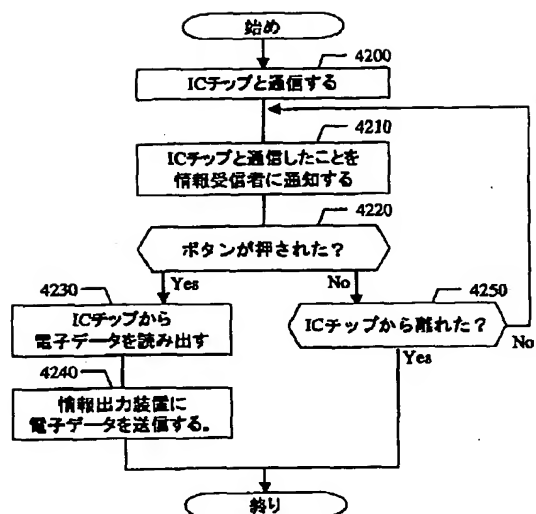 始め
4200
ICチップと通信する
4210
ICチップと通信したことを
情報受信者に通知する
4220
ボタンが押された？
Yes
No
4230
ICチップから
電子データを読み出す
4250
ICチップから離れた？
No
Yes
4240
情報出力装置に
電子データを送信する。
終り